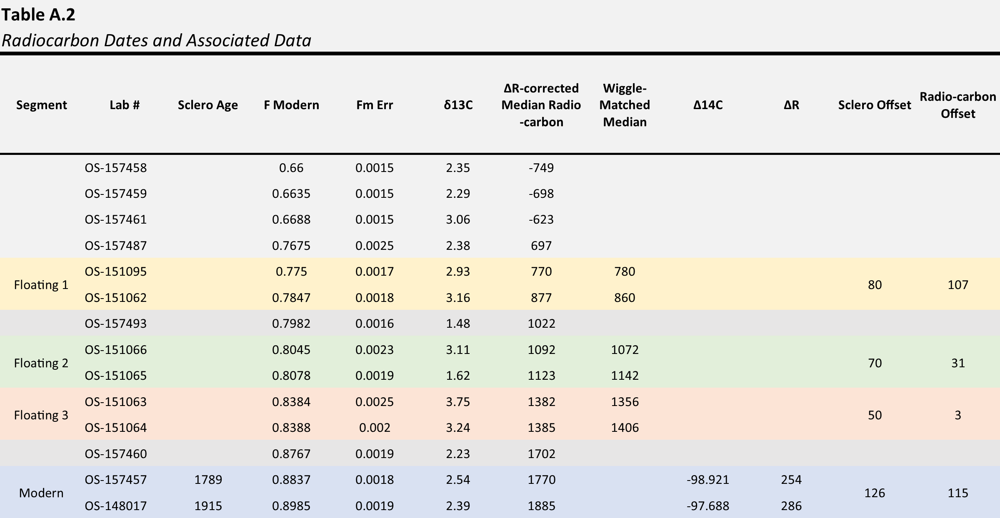 Table A.2
Radiocarbon Dates and Associated Data
Segment Lab # Sclero Age F Modern Fm Err δ13C ΔR-corrected Median Radio -carbon Wiggle- Matched Median Δ14C ΔR Sclero Offset Radio-carbon Offset
OS-157458 0.66 0.0015 2.35 -749
OS-157459 0.6635 0.0015 2.29 -698
OS-157461 0.6688 0.0015 3.06 -623
OS-157487 0.7675 0.0025 2.38 697
OS-151095 0.775 0.0017 2.93 770 780
Floating 1 80 107
OS-151062 0.7847 0.0018 3.16 877 860
OS-157493 0.7982 0.0016 1.48 1022
OS-151066 0.8045 0.0023 3.11 1092 1072
Floating 2 70 31
OS-151065 0.8078 0.0019 1.62 1123 1142
OS-151063 0.8384 0.0025 3.75 1382 1356
Floating 3 50 3
OS-151064 0.8388 0.002 3.24 1385 1406
OS-157460 0.8767 0.0019 2.23 1702
OS-157457 1789 0.8837 0.0018 2.54 1770 -98.921 254
Modern 126 115
OS-148017 1915 0.8985 0.0019 2.39 1885 -97.688 286